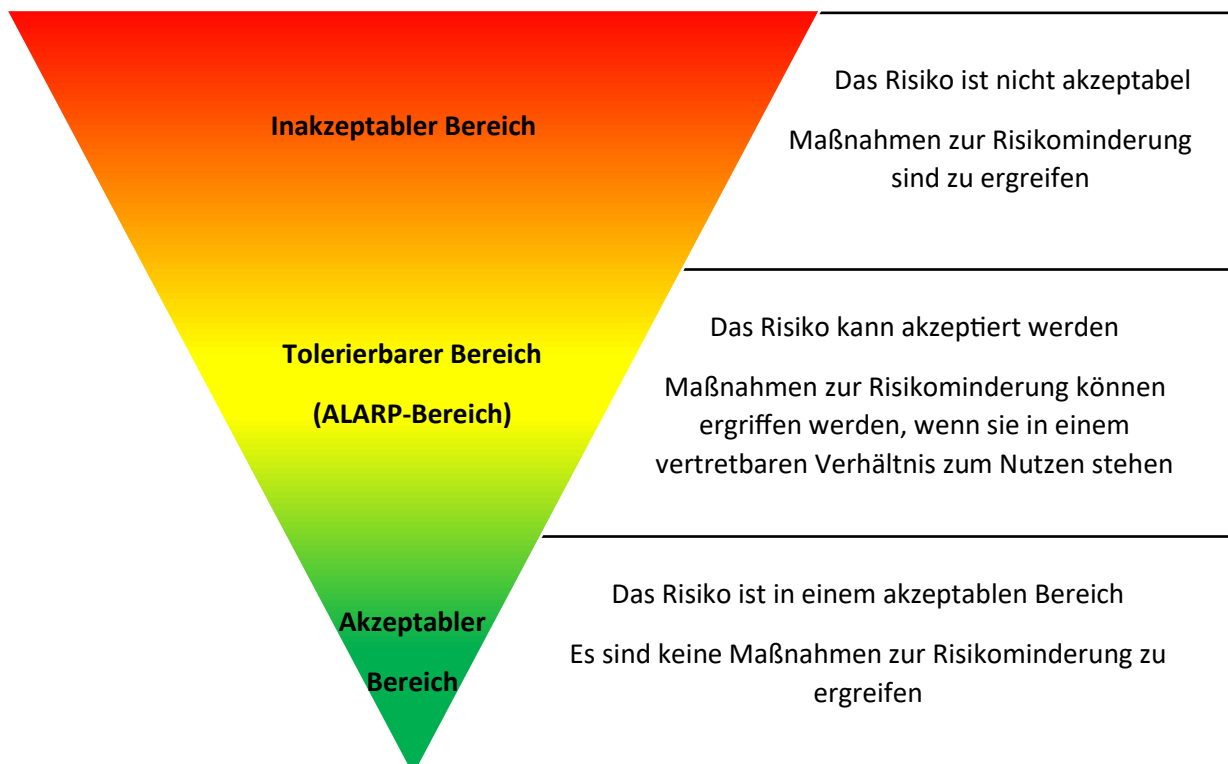 Inakzeptabler Bereich
Das Risiko ist nicht akzeptabel
Maßnahmen zur Risikominderung
sind zu ergreifen
Tolerierbarer Bereich
(ALARP-Bereich)
Das Risiko kann akzeptiert werden
Maßnahmen zur Risikominderung können
ergriffen werden, wenn sie in einem
vertretbaren Verhältnis zum Nutzen stehen
Akzeptabler
Bereich
Das Risiko ist in einem akzeptablen Bereich
Es sind keine Maßnahmen zur Risikominderung zu
ergreifen